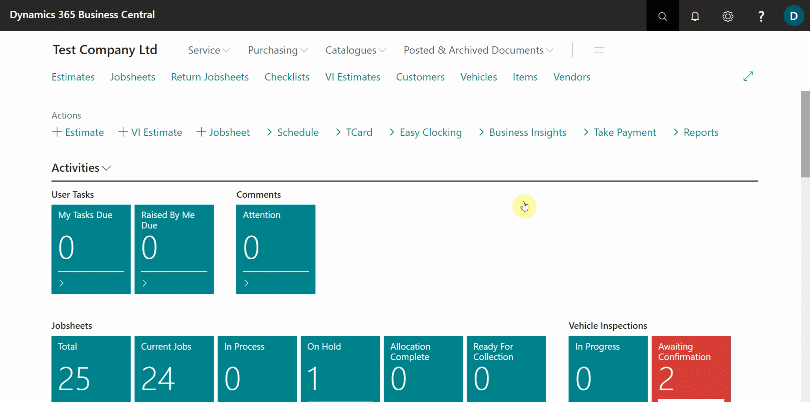 Dynamics 365 Business Central
?
D
Test Company Ltd
Service
Purchasing
Catalogues
Posted & Archived Documents
Estimates
Jobsheets
Return Jobsheets
Checklists
VI Estimates
Customers
Vehicles
Items
Vendors
Actions
+ Estimate
+ VI Estimate
+ Jobsheet
> Schedule
> TCard
> Easy Clocking
> Business Insights
> Take Payment
> Reports
Activities
User Tasks
Comments
My Tasks Due
0
Raised By Me
Due
0
Attention
0
Jobsheets
Vehicle Inspections
Total
25
Current Jobs
24
In Process
0
On Hold
1
Allocation
Complete
0
Ready For
Collection
0
In Progress
0
Awaiting
Confirmation
2